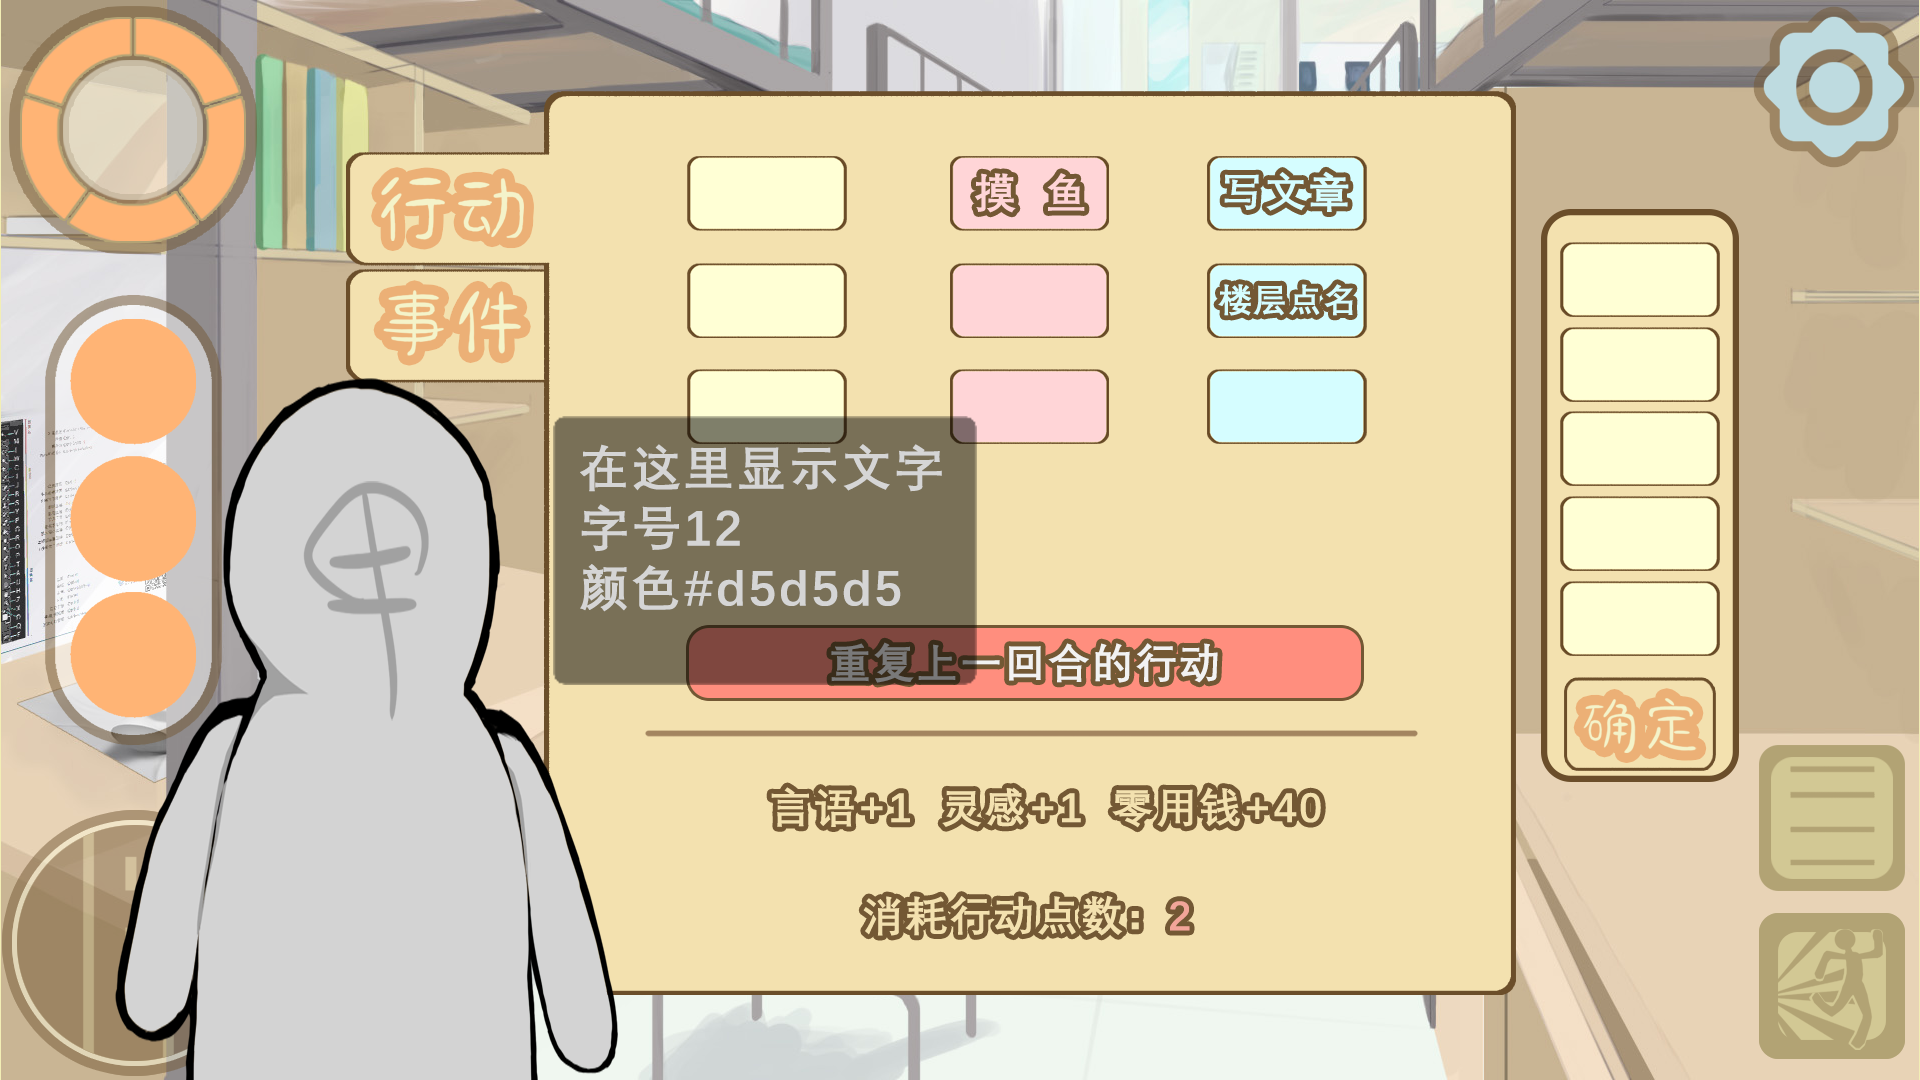 行动
事件
摸 鱼
写文章
楼层点名
在这里显示文字
字号12
颜色#d5d5d5
重复上一回合的行动
言语+1 灵感+1 零用钱+40
消耗行动点数：2
确定